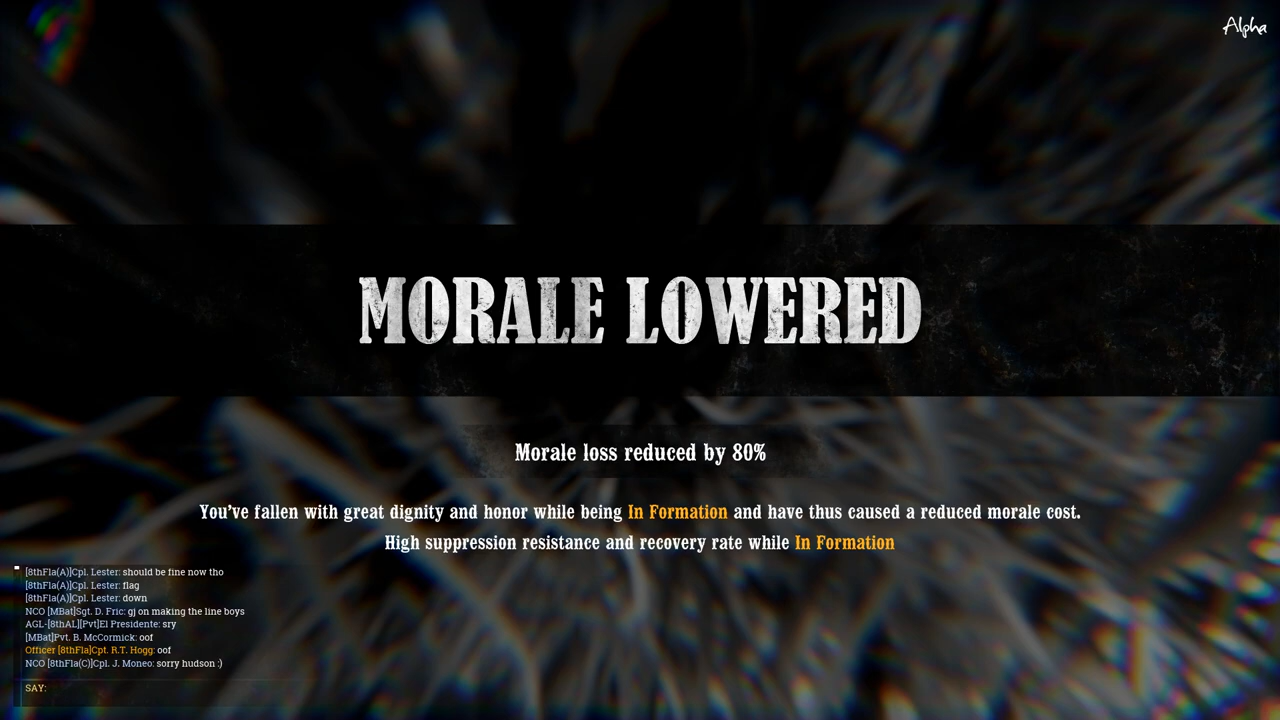 Alpha
MORALE LOWERED
Morale loss reduced by 80%
You've fallen with great dignity and honor while being In Formation and have thus caused a reduced morale cost.
High suppression resistance and recovery rate while In Formation
[8thFla(A)]Cpl. Lester: should be fine now tho
[8thFla(A)]Cpl. Lester: flag
[8thFla(A)]Cpl. Lester: down
NCO [MBat]Sgt. D. Fric: gj on making the line boys
AGL-[8thAL][Pvt]El Presidente: sry
[MBat]Pvt. B. McCormick: oof
Officer [8thFla]Cpt. R.T. Hogg: oof
NCO [8thFla(C)]Cpl. J. Moneo: sorry hudson :)
SAY: